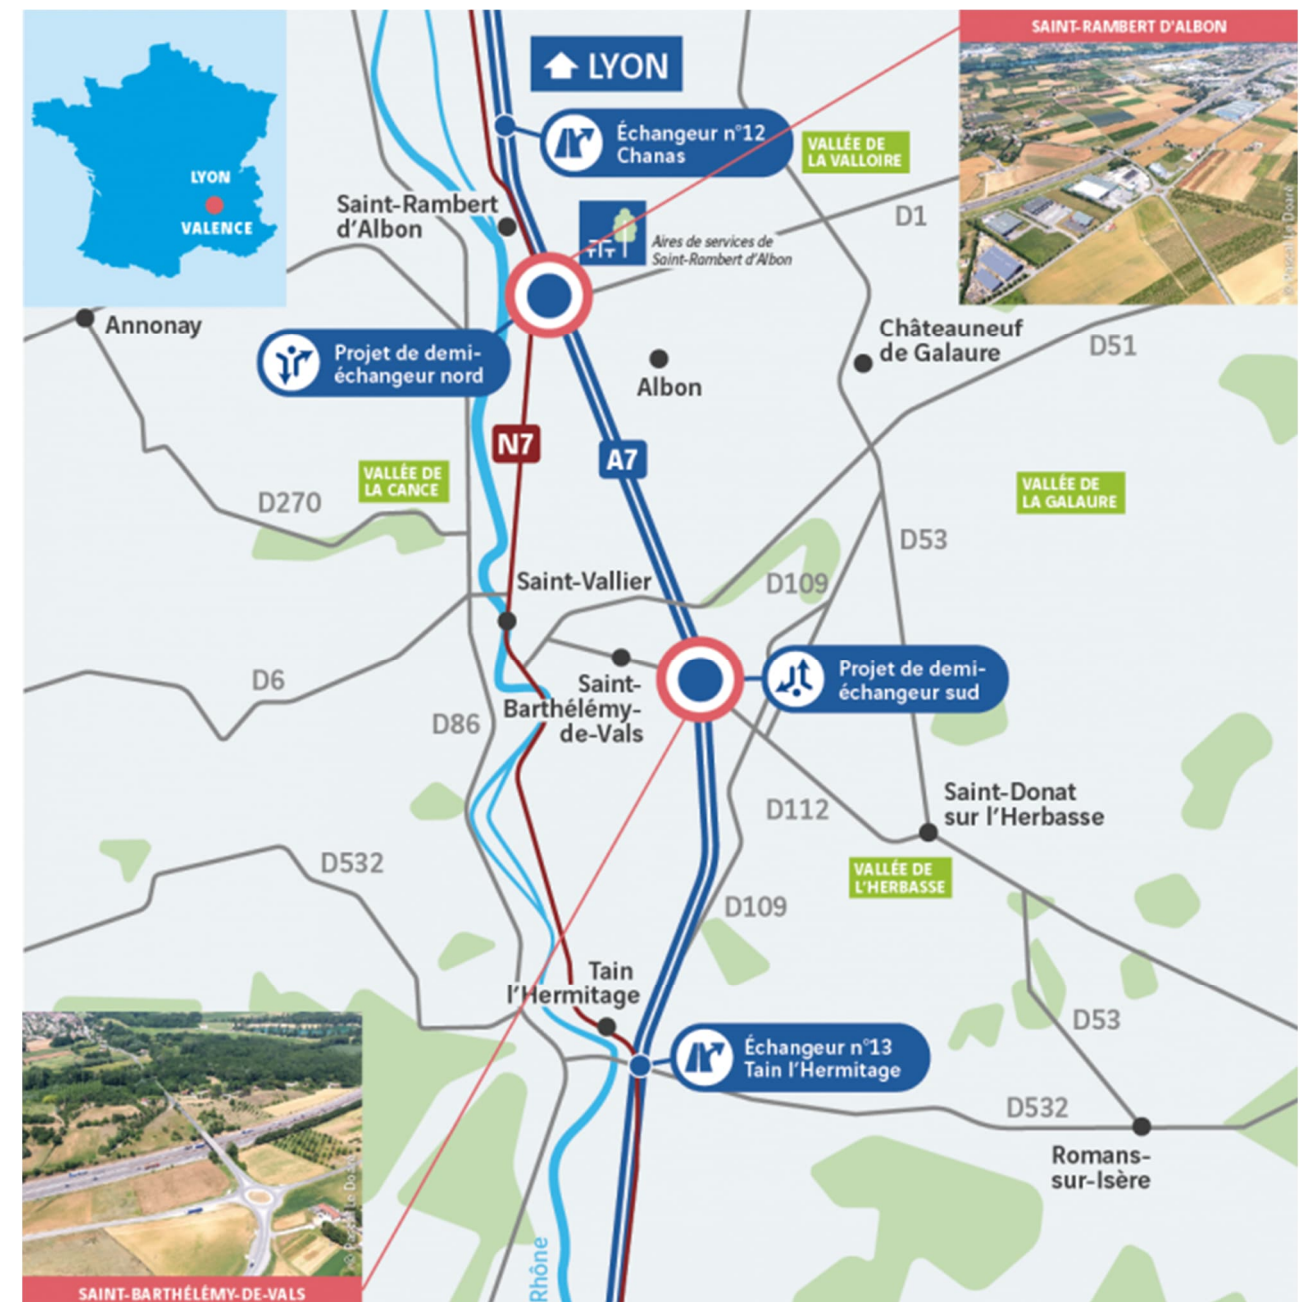 SAINT-RAMBERT D'ALBON
LYON
Échangeur n°12
Chanas
VALLÉE DE
LA VALLOIRE
LYON
VALENCE
Saint-Rambert
d'Albon
D1
Aires de services de
Saint-Rambert d'Albon
Annonay
Châteauneuf
de Galaure
D51
Projet de demi-
échangeur nord
Albon
N7
A7
VALLÉE DE
LA CANCE
VALLÉE DE
LA GALAURE
D270
D53
Saint-Vallier
D109
D6
Saint-
Barthélémy-
de-Vals
Projet de demi-
échangeur sud
D86
Saint-Donat
sur l'Herbasse
D112
D532
VALLÉE DE
L'HERBASSE
D109
Tain
l'Hermitage
D53
Échangeur n°13
Tain l'Hermitage
D532
Romans-
sur-Isère
Rhône
SAINT-BARTHÉLÉMY-DE-VALS